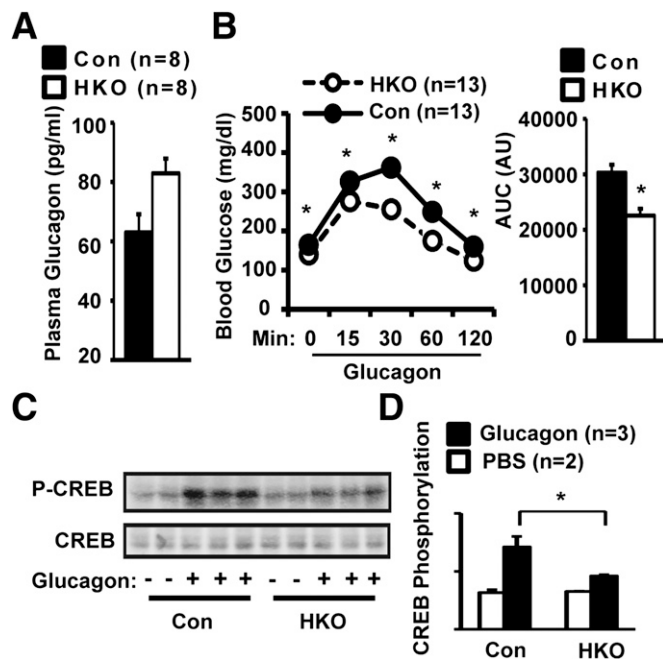 A
Con (n=8)
HKO (n=8)
Plasma Glucagon (pg/ml)
100
80
60
40
20
B
HKO (n=13)
Con (n=13)
Blood Glucose (mg/dl)
500
400
300
200
100
0
* * * * *
Min: 0 15 30 60 120
Glucagon
Con
HKO
AUC (AU)
40000
30000
20000
10000
0
*
C
P-CREB
CREB
Glucagon: - - + + + - - + + +
Con HKO
D
Glucagon (n=3)
PBS (n=2)
CREB Phosphorylation
*
Con HKO